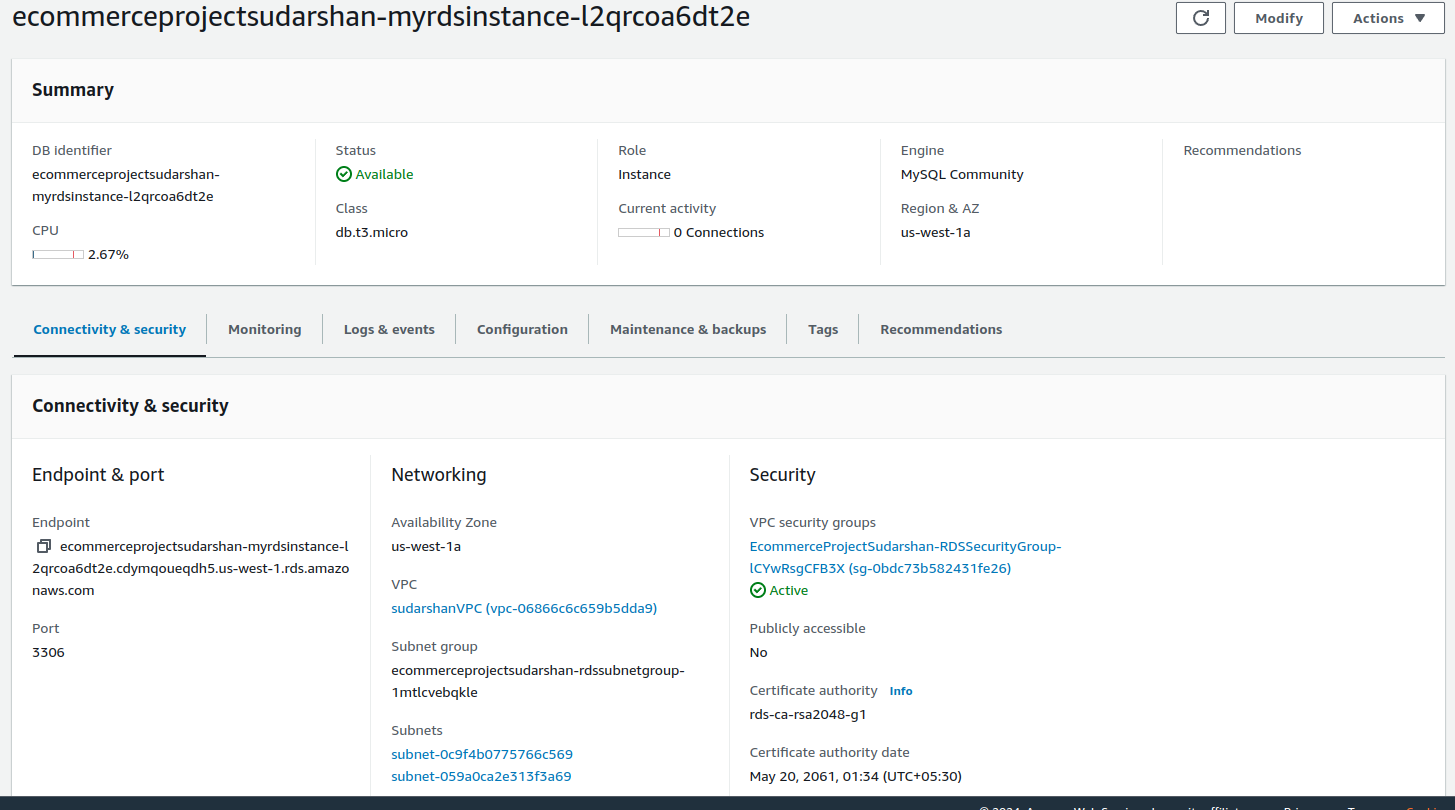 ecommerceprojectsudarshan-myrdsinstance-l2qrcoa6dt2e
Modify
Actions
Summary
DB identifier
ecommerceprojectsudarshan-
myrdsinstance-l2qrcoa6dt2e
CPU
2.67%
Status
Available
Class
db.t3.micro
Role
Instance
Current activity
0 Connections
Engine
MySQL Community
Region & AZ
us-west-1a
Recommendations
Connectivity & security
Monitoring
Logs & events
Configuration
Maintenance & backups
Tags
Recommendations
Connectivity & security
Endpoint & port
Endpoint
ecommerceprojectsudarshan-myrdsinstance-l
2qrcoa6dt2e.cdymqoueqdh5.us-west-1.rds.amazo
naws.com
Port
3306
Networking
Availability Zone
us-west-1a
VPC
sudarshanVPC (vpc-06866c6c659b5dda9)
Subnet group
ecommerceprojectsudarshan-rdssubnetgroup-
1mtlcvebqkle
Subnets
subnet-0c9f4b0775766c569
subnet-059a0ca2e313f3a69
Security
VPC security groups
EcommerceProjectSudarshan-RDSSecurityGroup-
lCYwRsgCFB3X (sg-0bdc73b582431fe26)
Active
Publicly accessible
No
Certificate authority Info
rds-ca-rsa2048-g1
Certificate authority date
May 20, 2061, 01:34 (UTC+05:30)